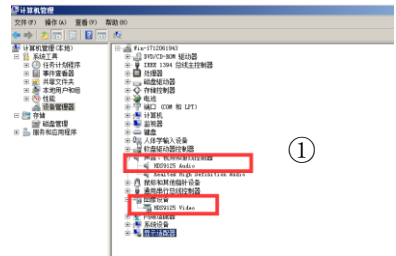 计算机管理
文件(F) 操作(A) 查看(V) 帮助(H)
计算机管理(本地)
系统工具
任务计划程序
事件查看器
共享文件夹
本地用户和组
性能
设备管理器
存储
磁盘管理
服务和应用程序
Fin-1712061943
DVD/CD-ROM 驱动器
IEEE 1394 总线主控制器
处理器
磁盘驱动器
存储控制器
电池
端口 (COM 和 LPT)
计算机
监视器
键盘
人体学输入设备
软盘驱动器控制器
声音、视频和游戏控制器
MDS9125 Audio
Realtek High Definition Audio
鼠标和其他指针设备
通用串行总线控制器
图像设备
MDS9125 Video
网络适配器
系统设备
显示适配器
①